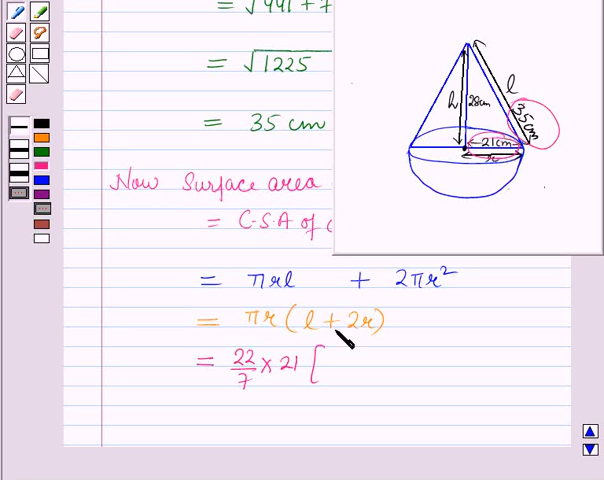 = √441 + 7
= √1225
= 35 cm
h
28cm
l
35cm
21cm
r
Now Surface area
= C.S.A of
= πrl + 2πr²
= πr(l + 2r)
= 22/7 × 21 [